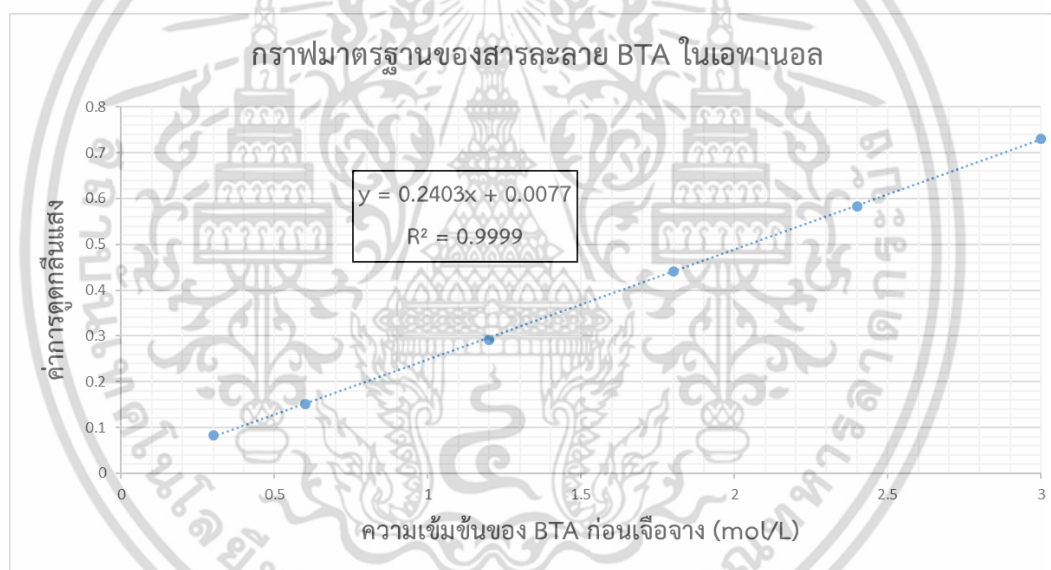 กราฟมาตรฐานของสารละลาย BTA ในเอทานอล
0.8
0.7
0.6
0.5
0.4
0.3
0.2
0.1
0
ค่าการดูดกลืนแสง
y = 0.2403x + 0.0077
R² = 0.9999
0 0.5 1 1.5 2 2.5 3
ความเข้มข้นของ BTA ก่อนเจือจาง (mol/L)